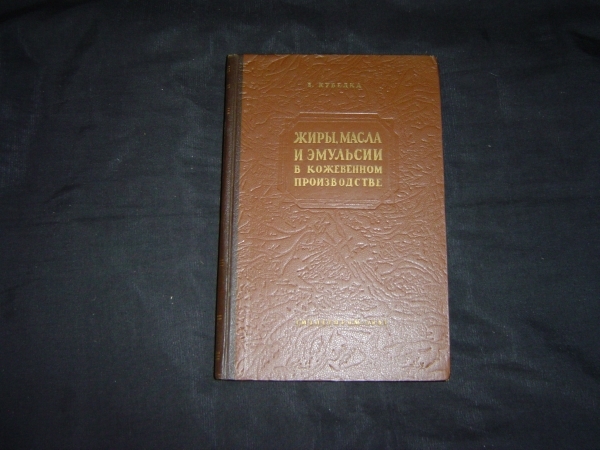 ЖИРЫ, МАСЛА
И ЭМУЛЬСИИ
В КОЖЕВЕННОМ
ПРОИЗВОДСТВЕ